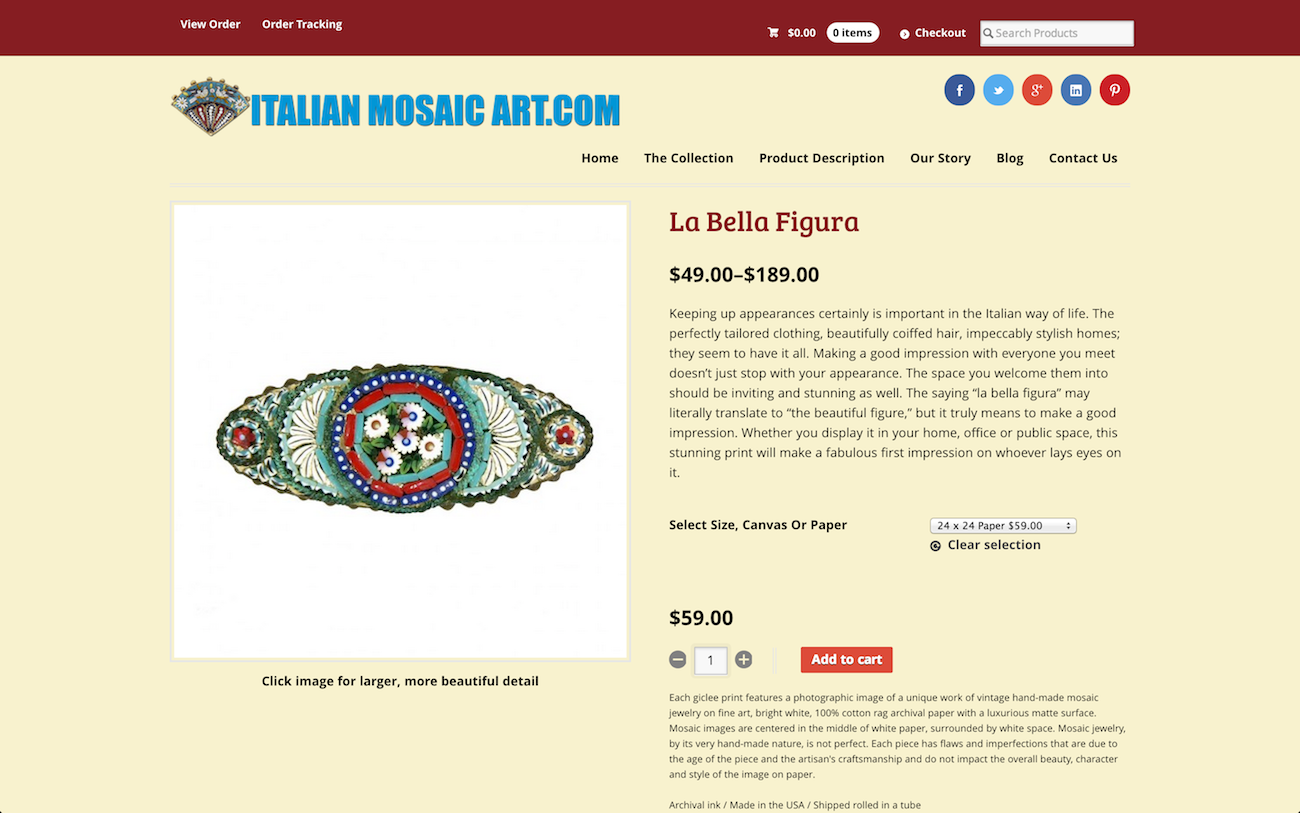 View Order Order Tracking
$0.00 0 items Checkout Search Products
ITALIAN MOSAIC ART.COM
f g+ in
Home The Collection Product Description Our Story Blog Contact Us
La Bella Figura
$49.00–$189.00
Keeping up appearances certainly is important in the Italian way of life. The
perfectly tailored clothing, beautifully coiffed hair, impeccably stylish homes;
they seem to have it all. Making a good impression with everyone you meet
doesn’t just stop with your appearance. The space you welcome them into
should be inviting and stunning as well. The saying “la bella figura” may
literally translate to “the beautiful figure,” but it truly means to make a good
impression. Whether you display it in your home, office or public space, this
stunning print will make a fabulous first impression on whoever lays eyes on
it.
Select Size, Canvas Or Paper 24 x 24 Paper $59.00
Clear selection
$59.00
1 Add to cart
Click image for larger, more beautiful detail
Each giclee print features a photographic image of a unique work of vintage hand-made mosaic
jewelry on fine art, bright white, 100% cotton rag archival paper with a luxurious matte surface.
Mosaic images are centered in the middle of white paper, surrounded by white space. Mosaic jewelry,
by its very hand-made nature, is not perfect. Each piece has flaws and imperfections that are due to
the age of the piece and the artisan's craftsmanship and do not impact the overall beauty, character
and style of the image on paper.
Archival ink / Made in the USA / Shipped rolled in a tube